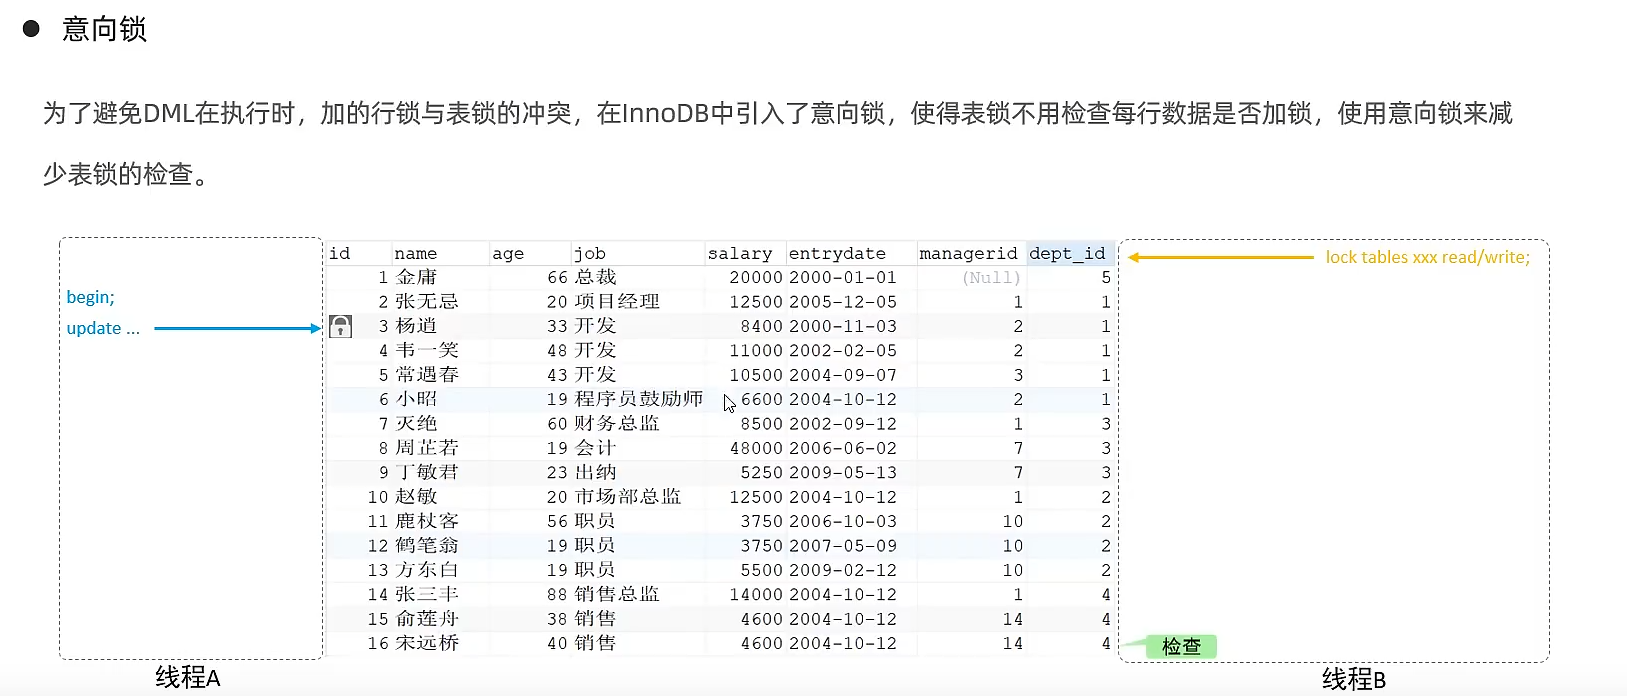 ● 意向锁
为了避免DML在执行时，加的行锁与表锁的冲突，在InnoDB中引入了意向锁，使得表锁不用检查每行数据是否加锁，使用意向锁来减
少表锁的检查。
begin;
update ...
线程A
id name age job salary entrydate managerid dept_id
1 金庸 66 总裁 20000 2000-01-01 (Null) 5
2 张无忌 20 项目经理 12500 2005-12-05 1 1
3 杨逍 33 开发 8400 2000-11-03 2 1
4 韦一笑 48 开发 11000 2002-02-05 2 1
5 常遇春 43 开发 10500 2004-09-07 3 1
6 小昭 19 程序员鼓励师 6600 2004-10-12 2 1
7 灭绝 60 财务总监 8500 2002-09-12 1 3
8 周芷若 19 会计 48000 2006-06-02 7 3
9 丁敏君 23 出纳 5250 2009-05-13 7 3
10 赵敏 20 市场部总监 12500 2004-10-12 1 2
11 鹿杖客 56 职员 3750 2006-10-03 10 2
12 鹤笔翁 19 职员 3750 2007-05-09 10 2
13 方东白 19 职员 5500 2009-02-12 10 2
14 张三丰 88 销售总监 14000 2004-10-12 1 4
15 俞莲舟 38 销售 4600 2004-10-12 14 4
16 宋远桥 40 销售 4600 2004-10-12 14 4
lock tables xxx read/write;
检查
线程B